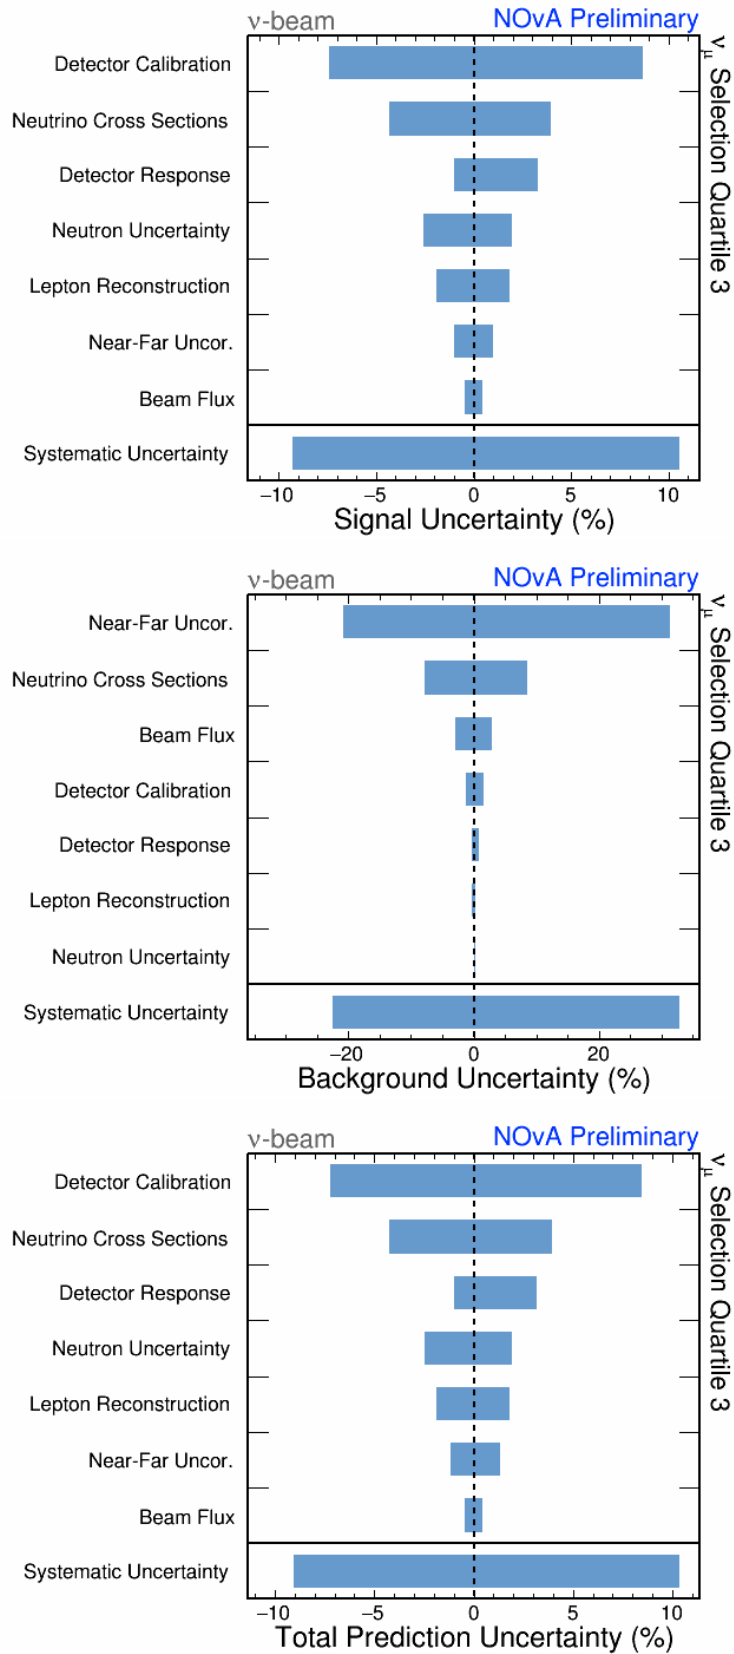 ν-beam NOvA Preliminary
Detector Calibration
Neutrino Cross Sections
Detector Response
Neutron Uncertainty
Lepton Reconstruction
Near-Far Uncor.
Beam Flux
Systematic Uncertainty
νμ Selection Quartile 3
−10 −5 0 5 10
Signal Uncertainty (%)
ν-beam NOvA Preliminary
Near-Far Uncor.
Neutrino Cross Sections
Beam Flux
Detector Calibration
Detector Response
Lepton Reconstruction
Neutron Uncertainty
Systematic Uncertainty
νμ Selection Quartile 3
−20 0 20
Background Uncertainty (%)
ν-beam NOvA Preliminary
Detector Calibration
Neutrino Cross Sections
Detector Response
Neutron Uncertainty
Lepton Reconstruction
Near-Far Uncor.
Beam Flux
Systematic Uncertainty
νμ Selection Quartile 3
−10 −5 0 5 10
Total Prediction Uncertainty (%)